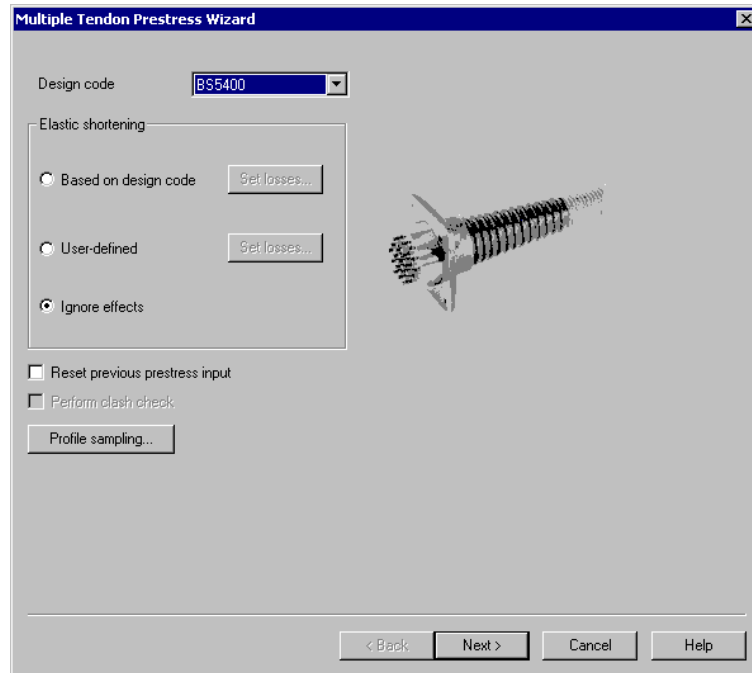 Multiple Tendon Prestress Wizard
Design code BS5400
Elastic shortening
Based on design code Set losses...
User-defined Set losses...
Ignore effects
Reset previous prestress input
Perform clash check
Profile sampling...
< Back Next > Cancel Help